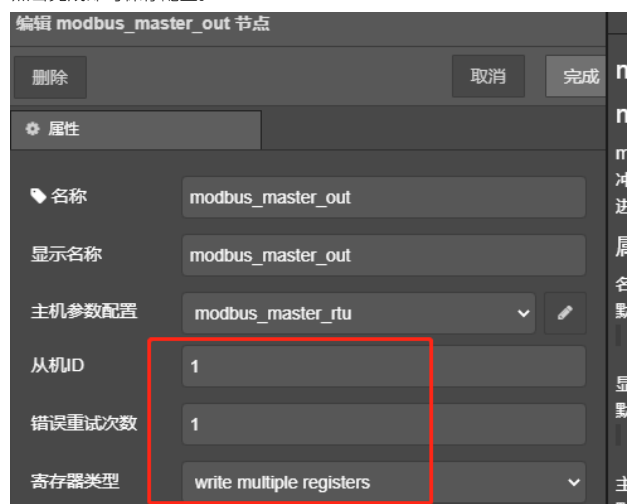 编辑 modbus_master_out 节点
删除
取消
完成
属性
名称
modbus_master_out
显示名称
modbus_master_out
主机参数配置
modbus_master_rtu
从机ID
1
错误重试次数
1
寄存器类型
write multiple registers